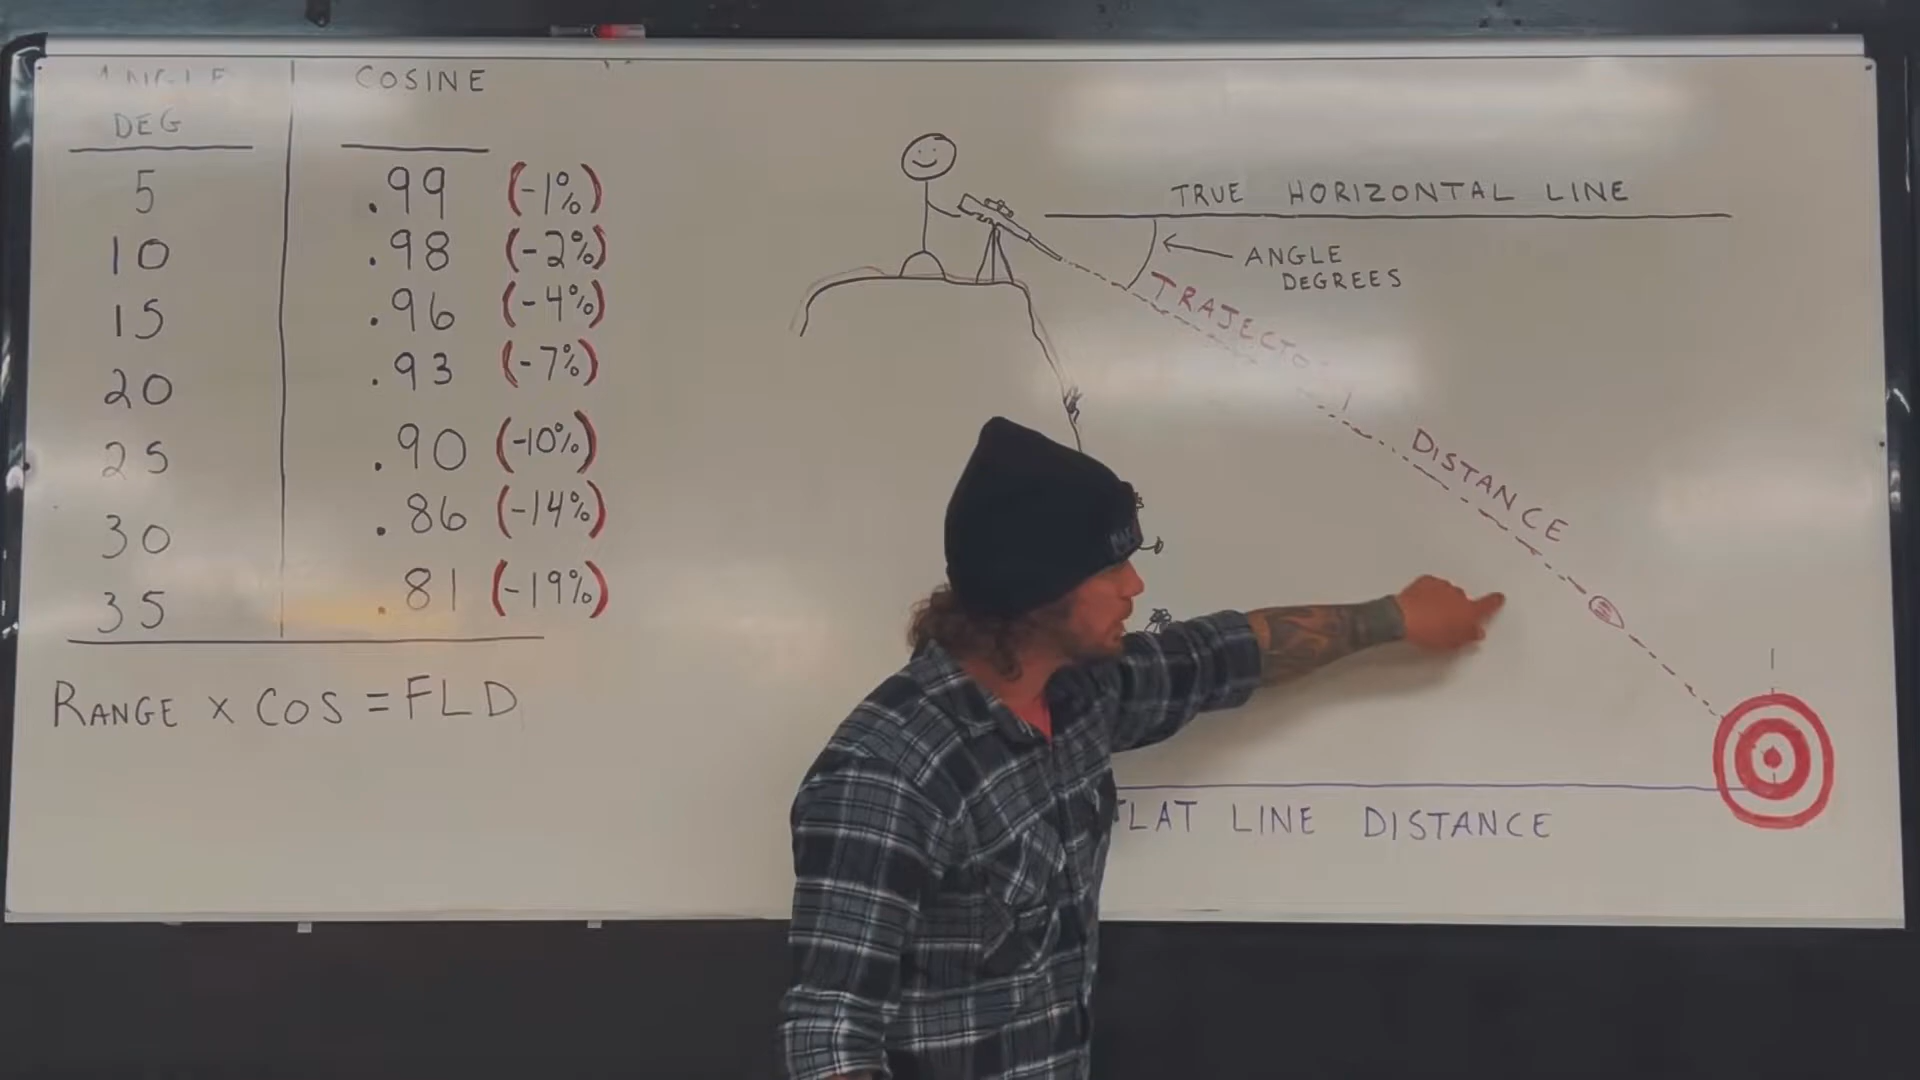 ANGLE | COSINE
DEG
5 .99 (-1%)
10 .98 (-2%)
15 .96 (-4%)
20 .93 (-7%)
25 .90 (-10%)
30 .86 (-14%)
35 .81 (-19%)
RANGE x COS = FLD
TRUE HORIZONTAL LINE
ANGLE
DEGREES
TRAJECTO
DISTANCE
FLAT LINE DISTANCE